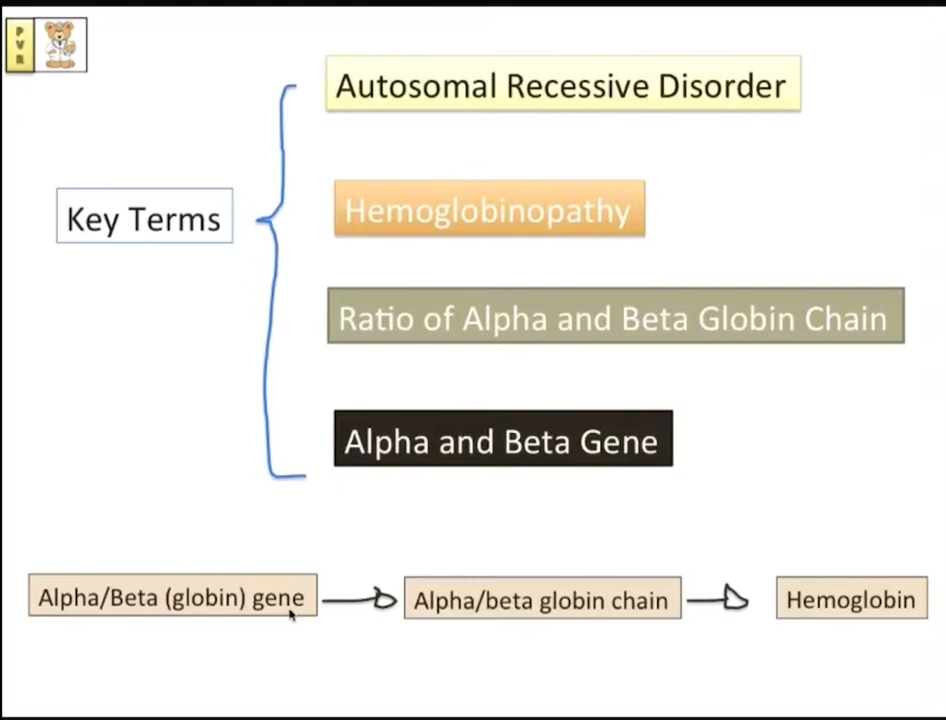 PVR
Autosomal Recessive Disorder
Key Terms
Hemoglobinopathy
Ratio of Alpha and Beta Globin Chain
Alpha and Beta Gene
Alpha/Beta (globin) gene
Alpha/beta globin chain
Hemoglobin